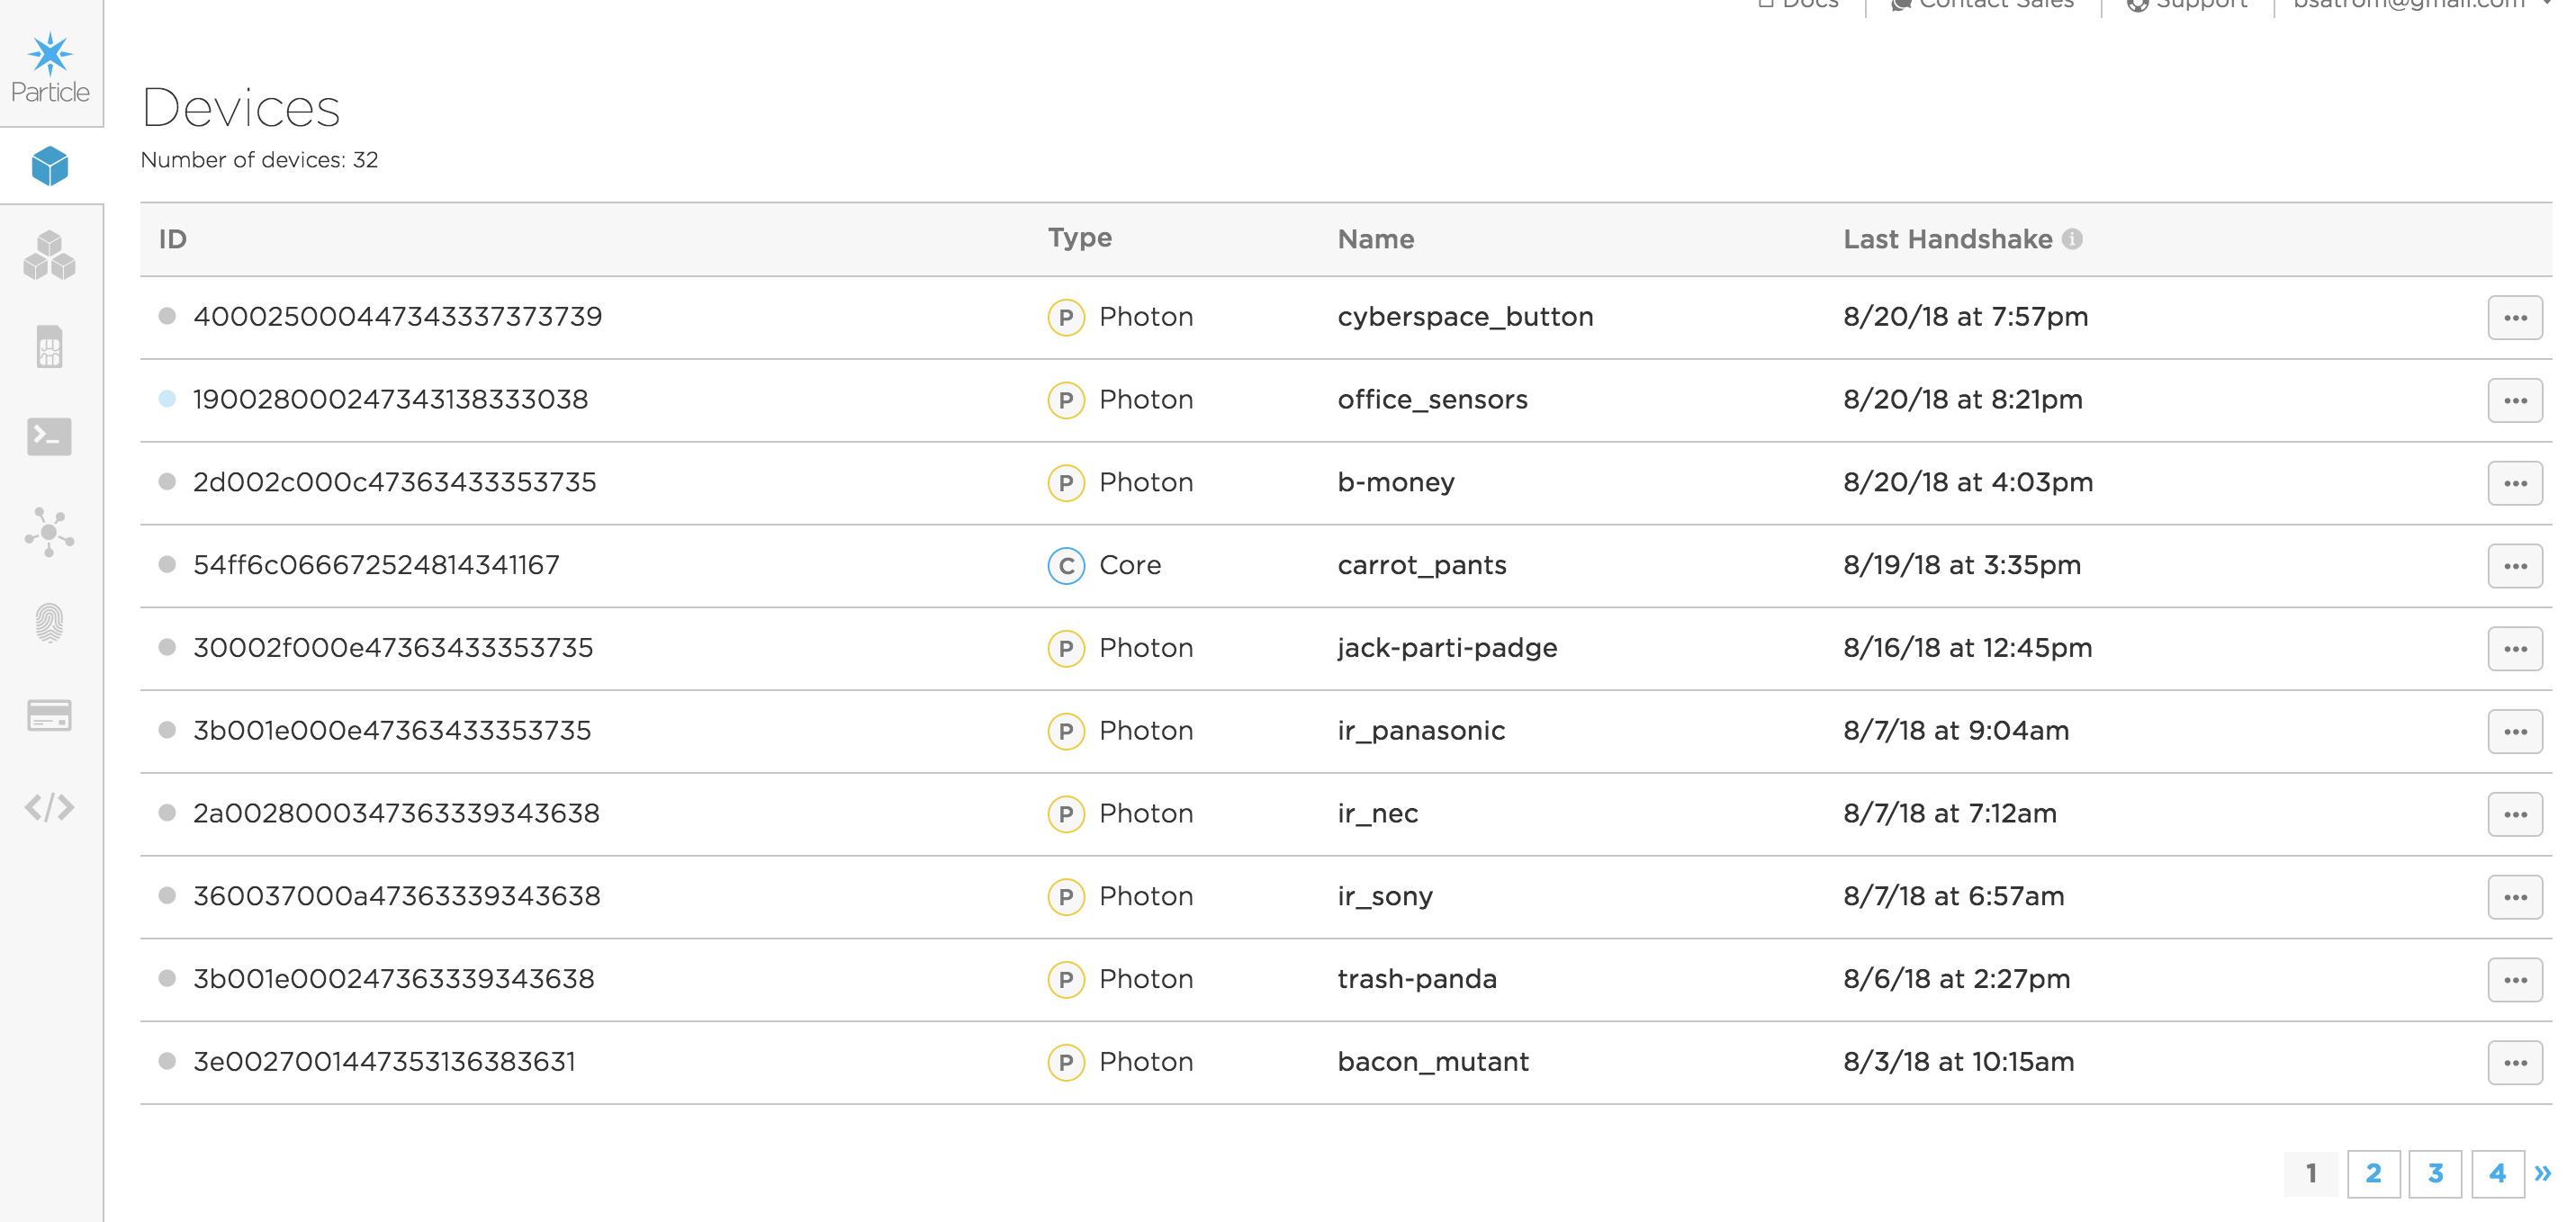 Docs Contact Sales Support bsatrom@gmail.com
Particle
Devices
Number of devices: 32
ID Type Name Last Handshake i
400025000447343337373739 P Photon cyberspace_button 8/20/18 at 7:57pm ...
190028000247343138333038 P Photon office_sensors 8/20/18 at 8:21pm ...
2d002c000c47363433353735 P Photon b-money 8/20/18 at 4:03pm ...
54ff6c066672524814341167 C Core carrot_pants 8/19/18 at 3:35pm ...
30002f000e47363433353735 P Photon jack-parti-padge 8/16/18 at 12:45pm ...
3b001e000e47363433353735 P Photon ir_panasonic 8/7/18 at 9:04am ...
2a0028000347363339343638 P Photon ir_nec 8/7/18 at 7:12am ...
360037000a47363339343638 P Photon ir_sony 8/7/18 at 6:57am ...
3b001e000247363339343638 P Photon trash-panda 8/6/18 at 2:27pm ...
3e0027001447353136383631 P Photon bacon_mutant 8/3/18 at 10:15am ...
1 2 3 4 »